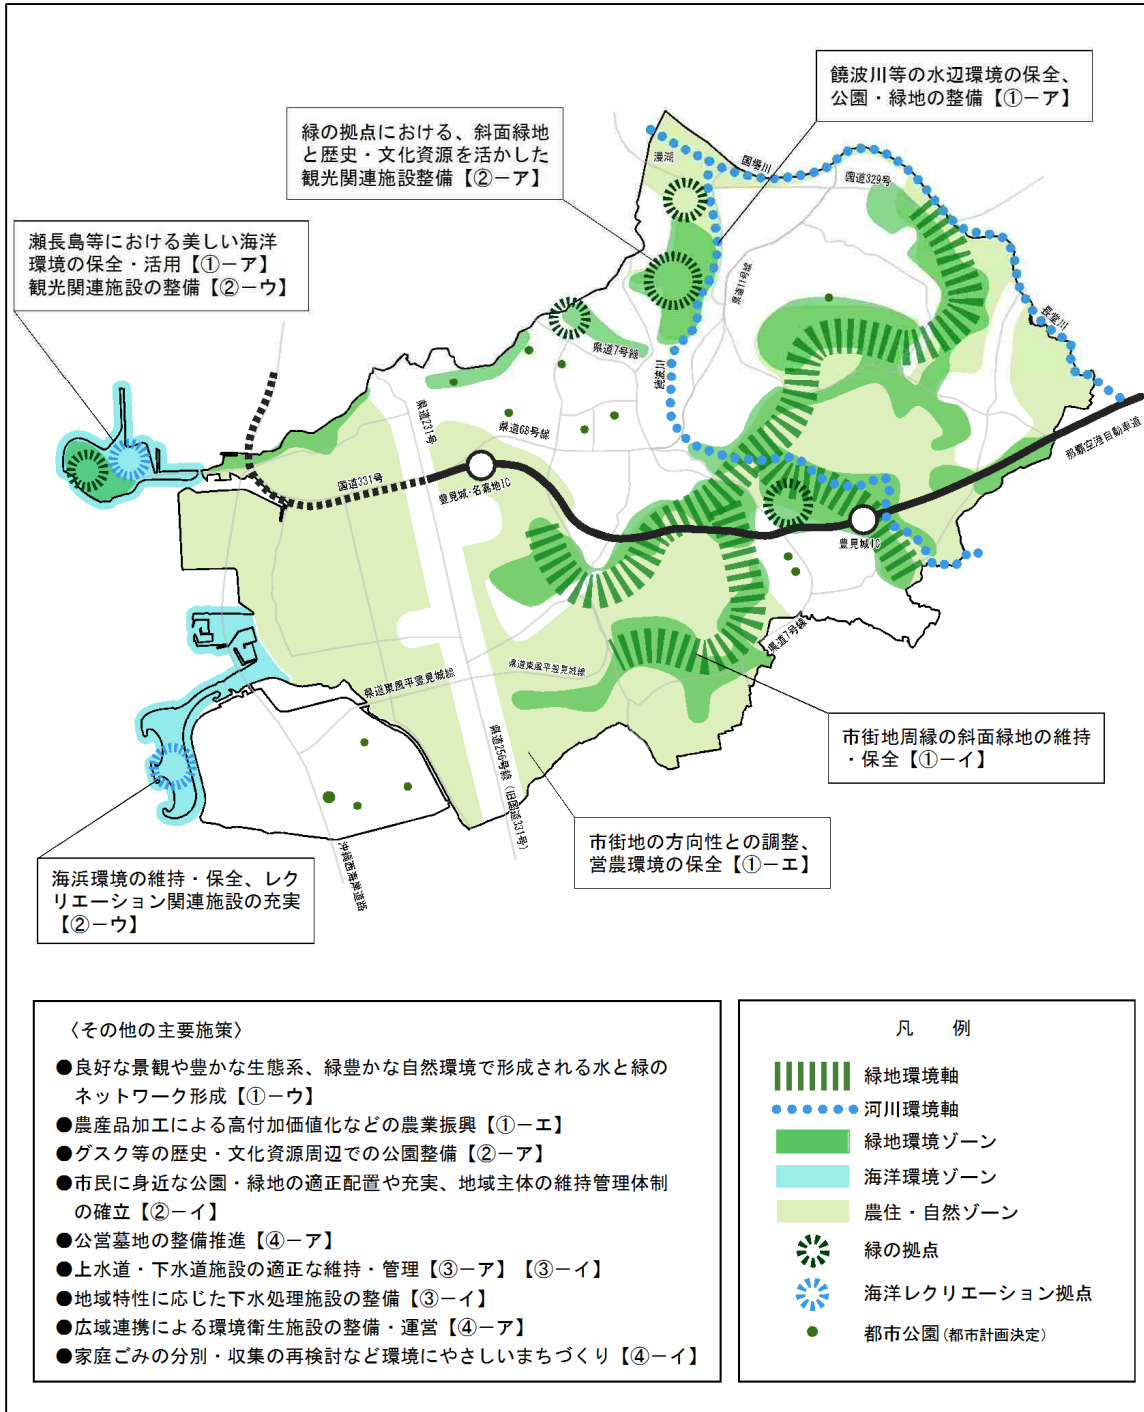 饒波川等の水辺環境の保全、
公園・緑地の整備【①－ア】
緑の拠点における、斜面緑地
と歴史・文化資源を活かした
観光関連施設整備【②－ア】
瀬長島等における美しい海洋
環境の保全・活用【①－ア】
観光関連施設の整備【②－ウ】
漫湖
国場川
国道329号
県道11号線
長堂川
県道7号線
饒波川
県道231号
県道68号線
那覇空港自動車道
国道331号
豊見城・名嘉地IC
豊見城IC
県道7号線
県道東風平豊見城線
県道東風平豊見城線
県道256号線（旧国道331号）
沖縄西海岸道路
市街地周縁の斜面緑地の維持
・保全【①－イ】
市街地の方向性との調整、
営農環境の保全【①－エ】
海浜環境の維持・保全、レク
リエーション関連施設の充実
【②－ウ】
〈その他の主要施策〉
●良好な景観や豊かな生態系、緑豊かな自然環境で形成される水と緑の
ネットワーク形成【①－ウ】
●農産品加工による高付加価値化などの農業振興【①－エ】
●グスク等の歴史・文化資源周辺での公園整備【②－ア】
●市民に身近な公園・緑地の適正配置や充実、地域主体の維持管理体制
の確立【②－イ】
●公営墓地の整備推進【④－ア】
●上水道・下水道施設の適正な維持・管理【③－ア】【③－イ】
●地域特性に応じた下水処理施設の整備【③－イ】
●広域連携による環境衛生施設の整備・運営【④－ア】
●家庭ごみの分別・収集の再検討など環境にやさしいまちづくり【④－イ】
凡　例
緑地環境軸
河川環境軸
緑地環境ゾーン
海洋環境ゾーン
農住・自然ゾーン
緑の拠点
海洋レクリエーション拠点
都市公園(都市計画決定)